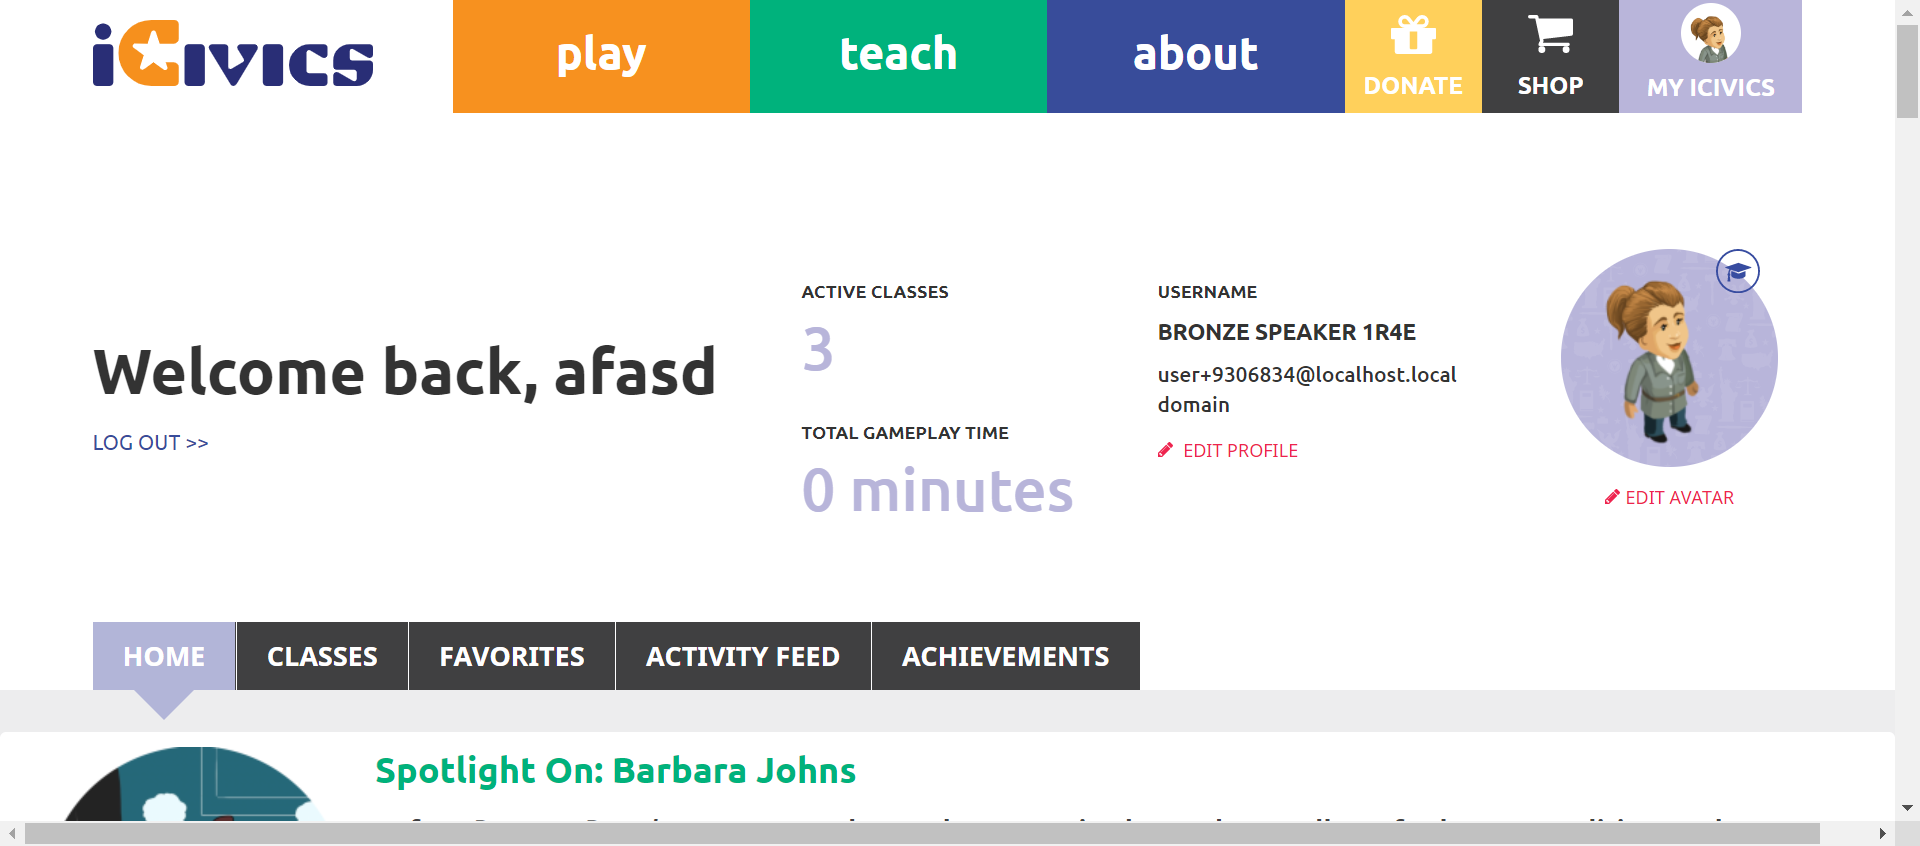 iCivics
play
teach
about
DONATE
SHOP
MY ICIVICS
Welcome back, afasd
LOG OUT >>
ACTIVE CLASSES
3
TOTAL GAMEPLAY TIME
0 minutes
USERNAME
BRONZE SPEAKER 1R4E
user+9306834@localhost.local
domain
EDIT PROFILE
EDIT AVATAR
HOME
CLASSES
FAVORITES
ACTIVITY FEED
ACHIEVEMENTS
Spotlight On: Barbara Johns